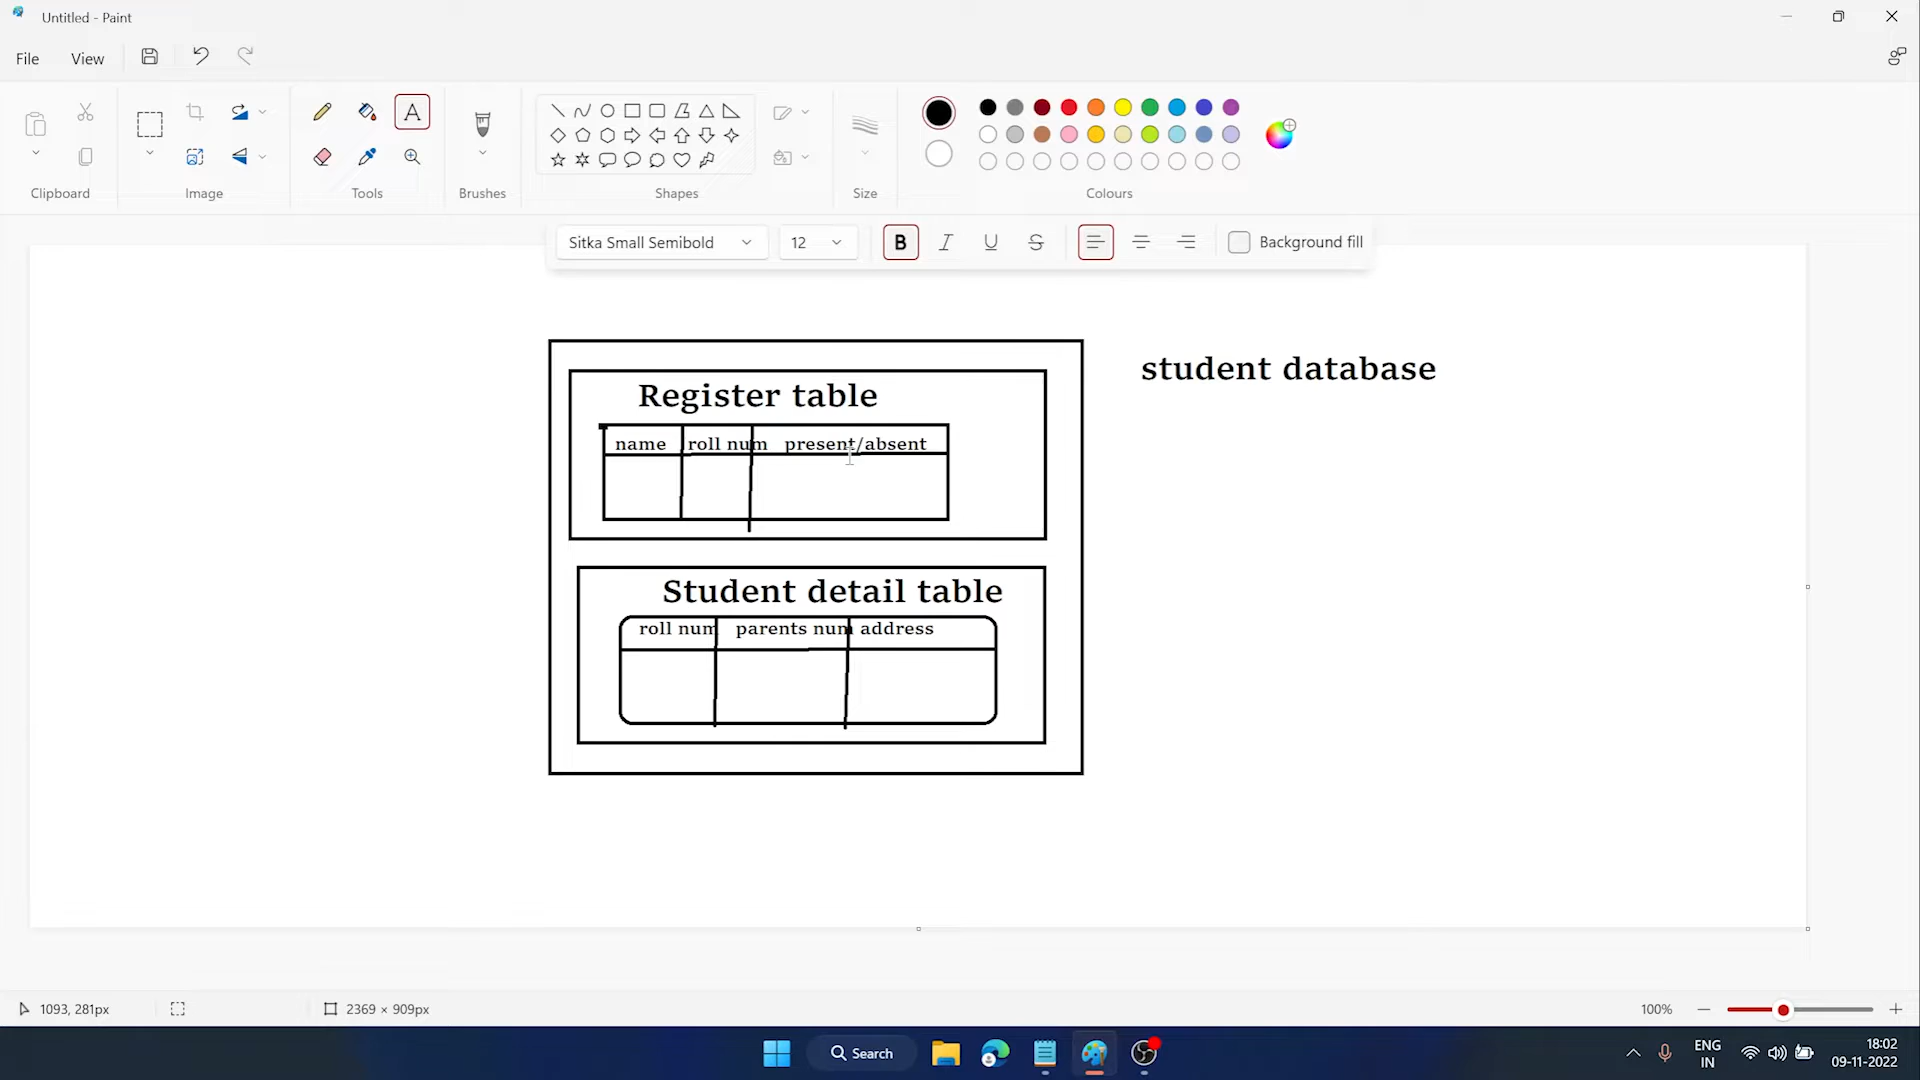 Untitled - Paint
File View
Clipboard
Image
Tools
Brushes
Shapes
Size
Colours
Sitka Small Semibold 12 B I U S Background fill
student database
Register table
name roll num present/absent
Student detail table
roll num parents num address
1093, 281px
2369 × 909px
100%
Search
ENG
IN
18:02
09-11-2022